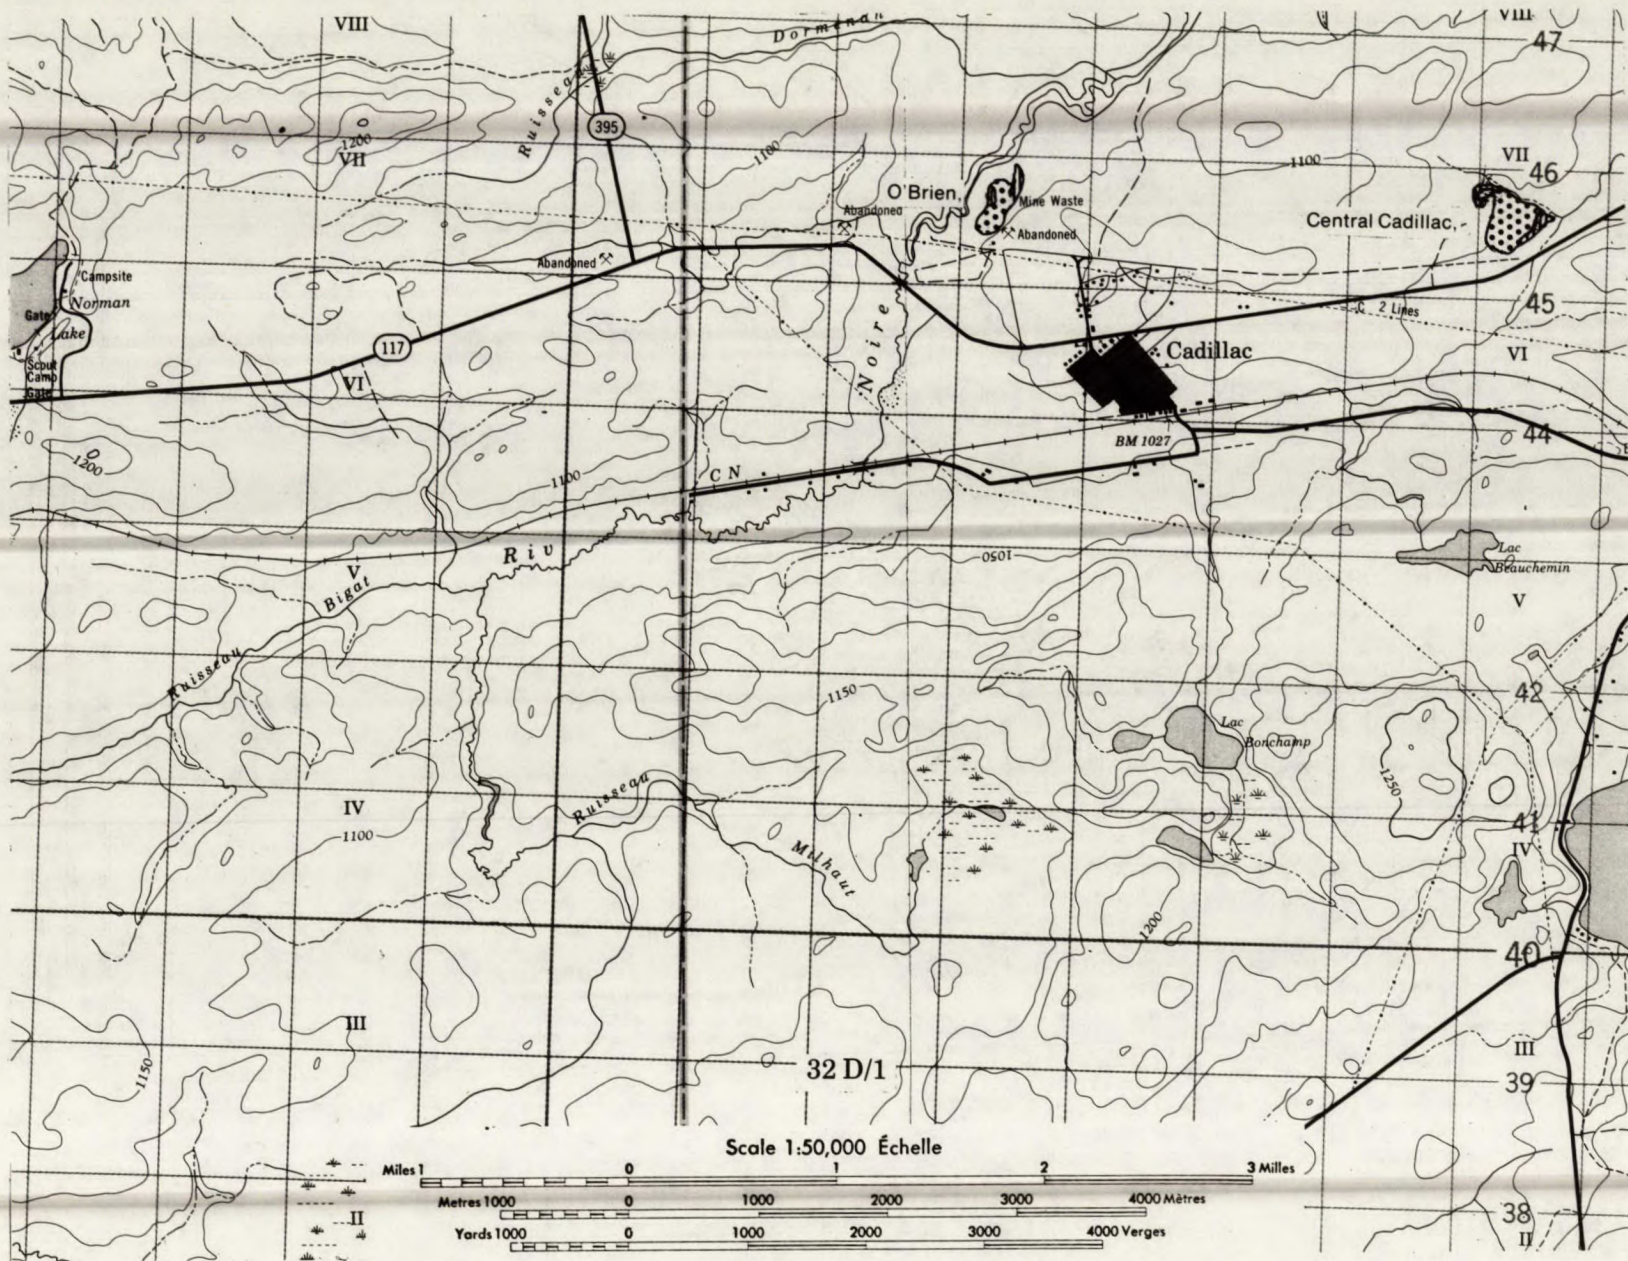 VIII
VIII
47
Dormenan
Ruisseau
395
1200
VII
1100
1100
VII
46
O'Brien,
Mine Waste
Abandoned
Abandoned
Central Cadillac,
Abandoned
Campsite
Norman
Gate
Lake
Scout
Camp
Gate
45
C. 2 Lines
Noire
117
VI
Cadillac
VI
44
BM 1027
1200
1100
C N
Riv
1050
Lac
Beauchemin
V
Bigat
Ruisseau
V
1150
42
Lac
Bonchamp
1250
Ruisseau
Milhaut
IV
1100
41
IV
1200
40
III
III
1150
32 D/1
39
Scale 1:50,000 Échelle
Miles 1 0 1 2 3 Milles
Metres 1000 0 1000 2000 3000 4000 Mètres
Yards 1000 0 1000 2000 3000 4000 Verges
II
38
II